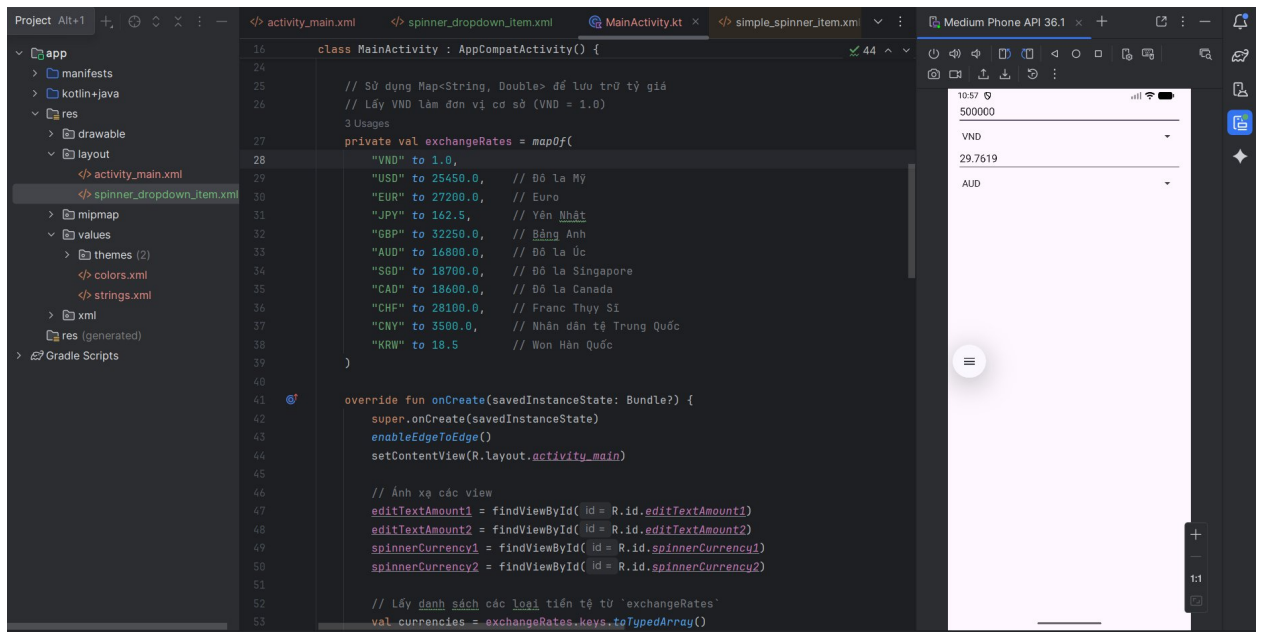 Project Alt+1
activity_main.xml
spinner_dropdown_item.xml
MainActivity.kt
simple_spinner_item.xm
Medium Phone API 36.1
app
manifests
kotlin+java
res
drawable
layout
activity_main.xml
spinner_dropdown_item.xml
mipmap
values
themes (2)
colors.xml
strings.xml
xml
res (generated)
Gradle Scripts
16 class MainActivity : AppCompatActivity() {
44
24
25 // Sử dụng Map<String, Double> để lưu trữ tỷ giá
26 // Lấy VND làm đơn vị cơ sở (VND = 1.0)
3 Usages
27 private val exchangeRates = mapOf(
28 "VND" to 1.0,
29 "USD" to 25450.0, // Đô la Mỹ
30 "EUR" to 27200.0, // Euro
31 "JPY" to 162.5, // Yên Nhật
32 "GBP" to 32250.0, // Bảng Anh
33 "AUD" to 16800.0, // Đô la Úc
34 "SGD" to 18700.0, // Đô la Singapore
35 "CAD" to 18600.0, // Đô la Canada
36 "CHF" to 28100.0, // Franc Thụy Sĩ
37 "CNY" to 3500.0, // Nhân dân tệ Trung Quốc
38 "KRW" to 18.5 // Won Hàn Quốc
39 )
40
41 override fun onCreate(savedInstanceState: Bundle?) {
42 super.onCreate(savedInstanceState)
43 enableEdgeToEdge()
44 setContentView(R.layout.activity_main)
45
46 // Ánh xạ các view
47 editTextAmount1 = findViewById( id = R.id.editTextAmount1)
48 editTextAmount2 = findViewById( id = R.id.editTextAmount2)
49 spinnerCurrency1 = findViewById( id = R.id.spinnerCurrency1)
50 spinnerCurrency2 = findViewById( id = R.id.spinnerCurrency2)
51
52 // Lấy danh sách các loại tiền tệ từ `exchangeRates`
53 val currencies = exchangeRates.keys.toTypedArray()
10:57
500000
VND
29.7619
AUD
1:1